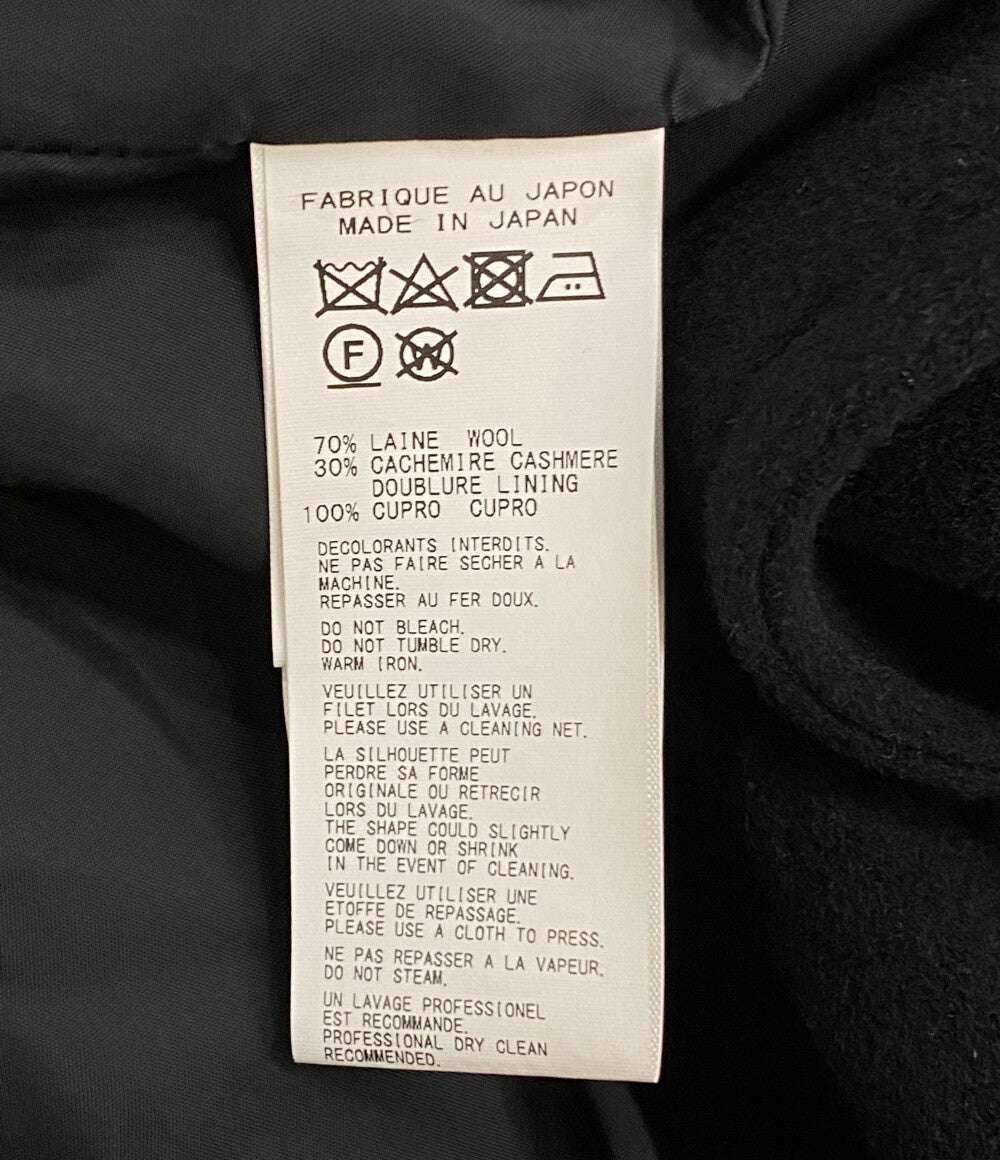 FABRIQUE AU JAPON
MADE IN JAPAN
F W
70% LAINE WOOL
30% CACHEMIRE CASHMERE
DOUBLURE LINING
100% CUPRO CUPRO
DECOLORANTS INTERDITS.
NE PAS FAIRE SECHER A LA
MACHINE.
REPASSER AU FER DOUX.
DO NOT BLEACH.
DO NOT TUMBLE DRY.
WARM IRON.
VEUILLEZ UTILISER UN
FILET LORS DU LAVAGE.
PLEASE USE A CLEANING NET.
LA SILHOUETTE PEUT
PERDRE SA FORME
ORIGINALE OU RETRECIR
LORS DU LAVAGE.
THE SHAPE COULD SLIGHTLY
COME DOWN OR SHRINK
IN THE EVENT OF CLEANING.
VEUILLEZ UTILISER UNE
ETOFFE DE REPASSAGE.
PLEASE USE A CLOTH TO PRESS.
NE PAS REPASSER A LA VAPEUR.
DO NOT STEAM.
UN LAVAGE PROFESSIONEL
EST RECOMMANDE.
PROFESSIONAL DRY CLEAN
RECOMMENDED.